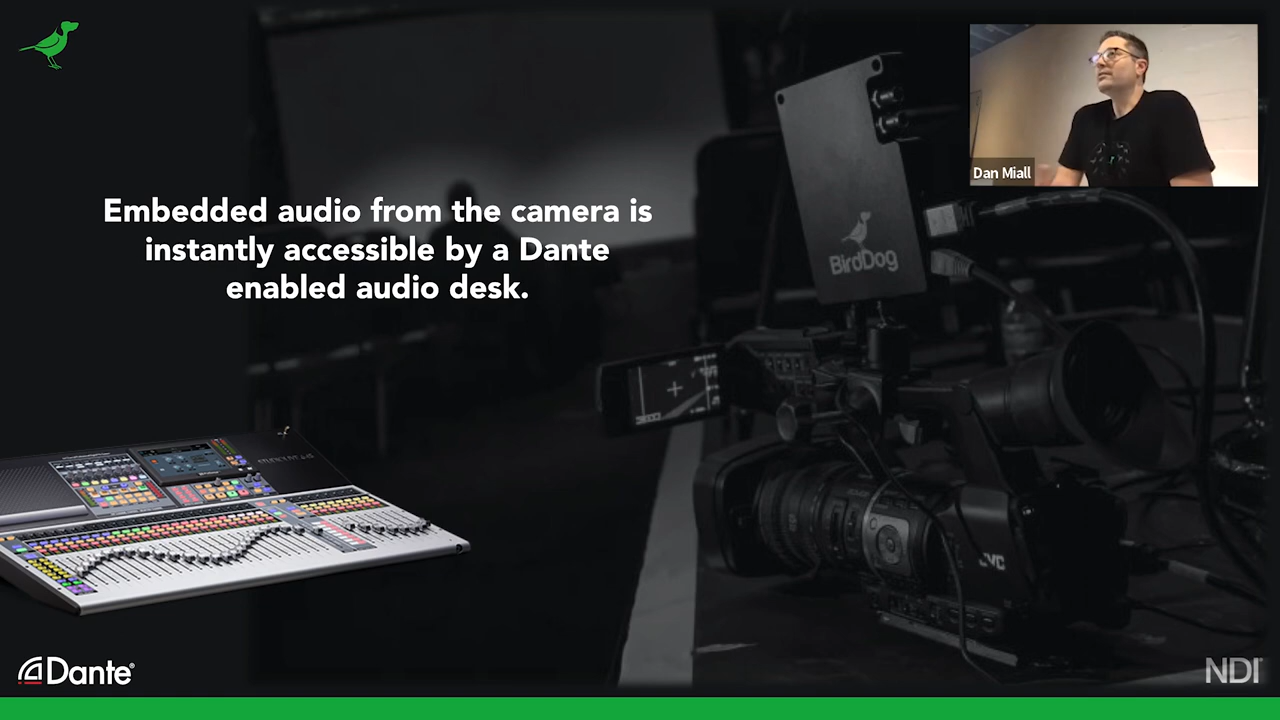 Dan Miall
Embedded audio from the camera is
instantly accessible by a Dante
enabled audio desk.
BirdDog
JVC
Dante®
NDI